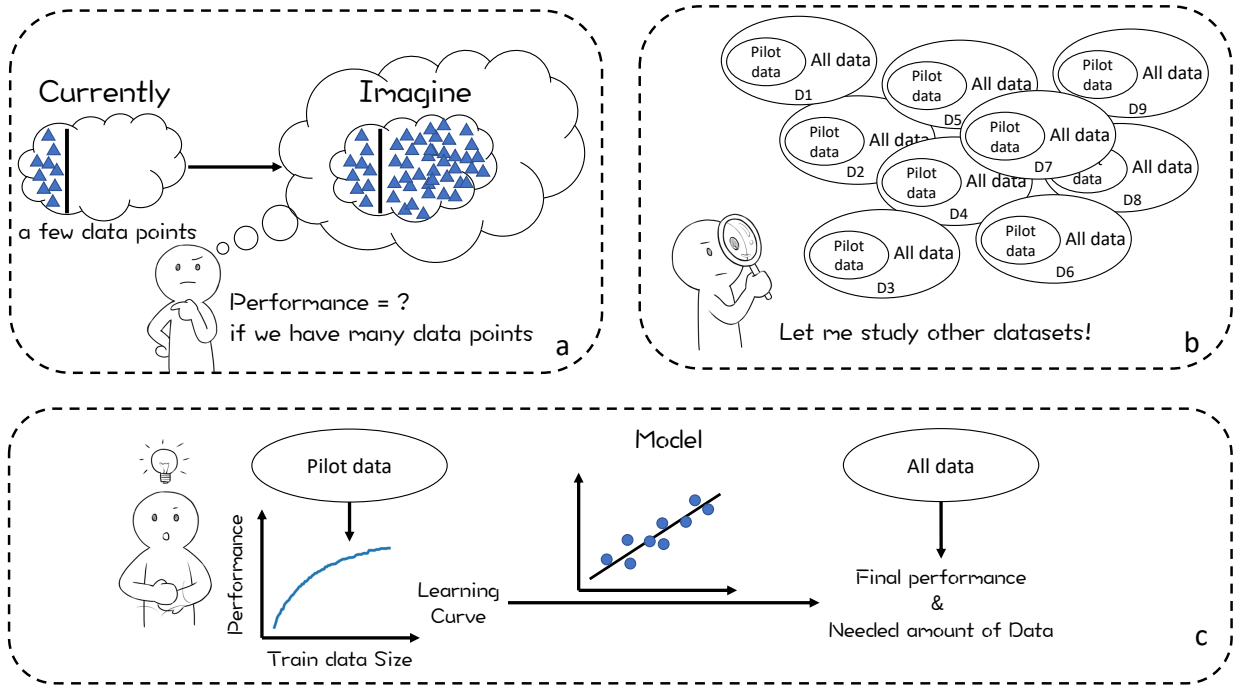 Currently
Imagine
a few data points
Performance = ?
if we have many data points
a
Pilot
data
All data
D1
Pilot
data
All data
D5
Pilot
data
All data
D9
Pilot
data
All data
D2
Pilot
data
All data
D7
data
All data
D8
Pilot
data
All data
D4
Pilot
data
All data
D3
Pilot
data
All data
D6
Let me study other datasets!
b
Pilot data
Performance
Train data Size
Learning
Curve
Model
All data
Final performance
&
Needed amount of Data
c